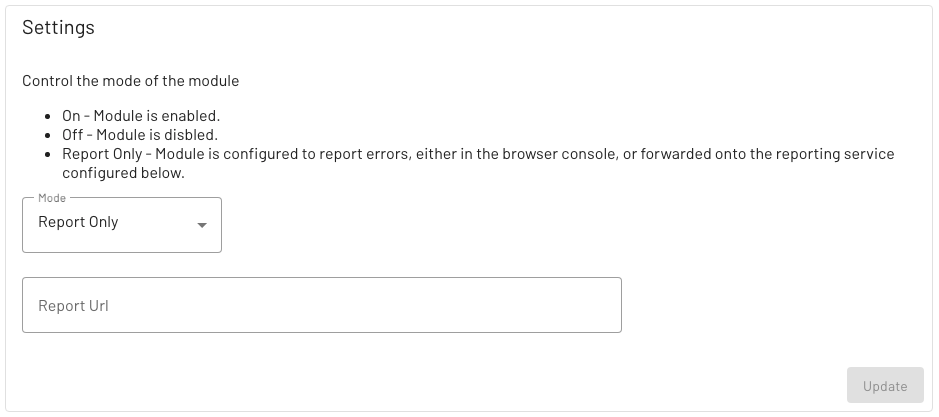 Settings
Control the mode of the module
On - Module is enabled.
Off - Module is disbled.
Report Only - Module is configured to report errors, either in the browser console, or forwarded onto the reporting service
configured below.
Mode
Report Only
Report Url
Update